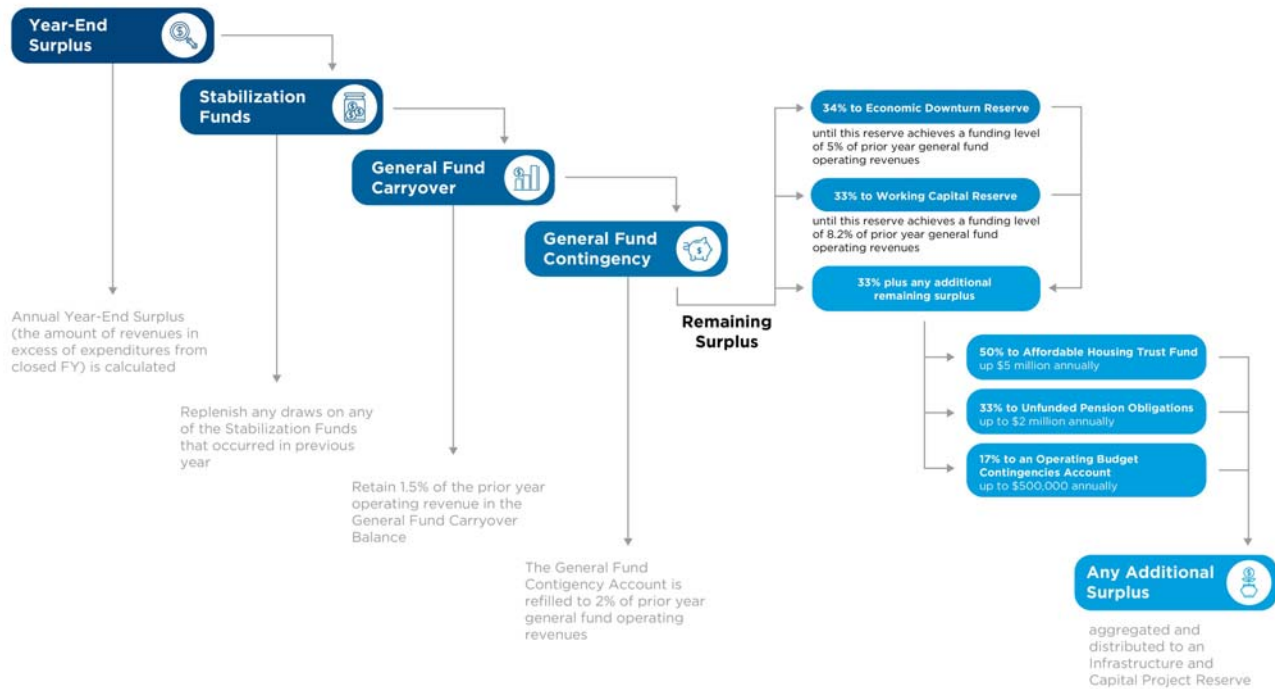 Year-End
Surplus
Stabilization
Funds
General Fund
Carryover
General Fund
Contingency
Annual Year-End Surplus
(the amount of revenues in
excess of expenditures from
closed FY) is calculated
Replenish any draws on any
of the Stabilization Funds
that occurred in previous
year
Retain 1.5% of the prior year
operating revenue in the
General Fund Carryover
Balance
The General Fund
Contigency Account is
refilled to 2% of prior year
general fund operating
revenues
Remaining
Surplus
34% to Economic Downturn Reserve
until this reserve achieves a funding level
of 5% of prior year general fund
operating revenues
33% to Working Capital Reserve
until this reserve achieves a funding level
of 8.2% of prior year general fund
operating revenues
33% plus any additional
remaining surplus
50% to Affordable Housing Trust Fund
up $5 million annually
33% to Unfunded Pension Obligations
up to $2 million annually
17% to an Operating Budget
Contingencies Account
up to $500,000 annually
Any Additional
Surplus
aggregated and
distributed to an
Infrastructure and
Capital Project Reserve